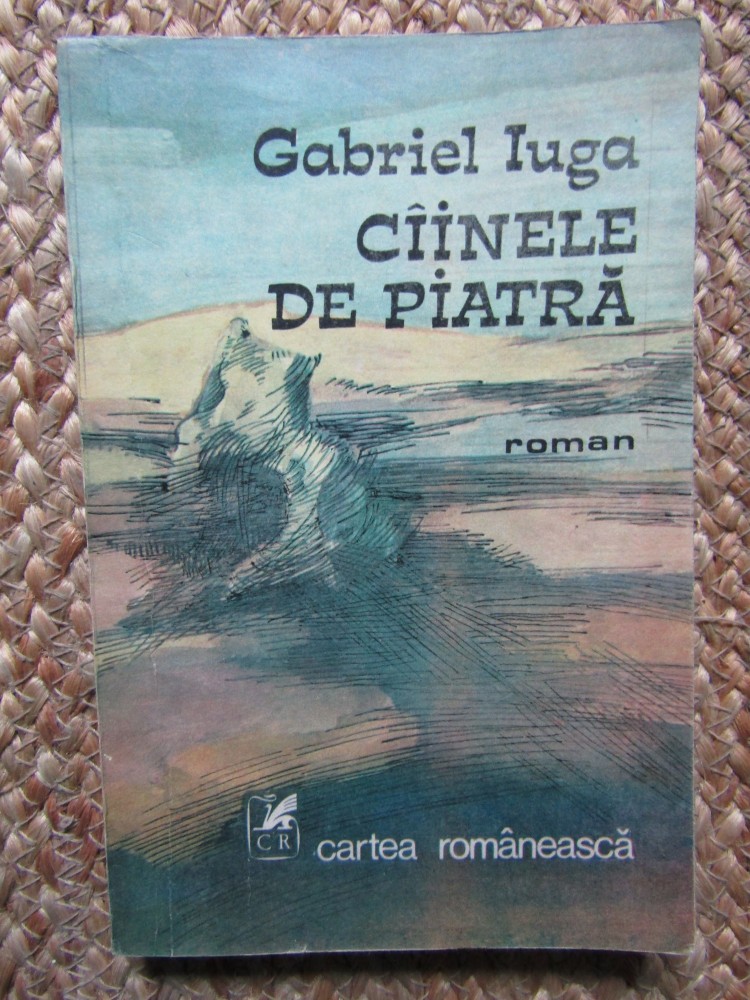 Gabriel Iuga
CÎINELE
DE PIATRĂ
roman
CR
cartea românească